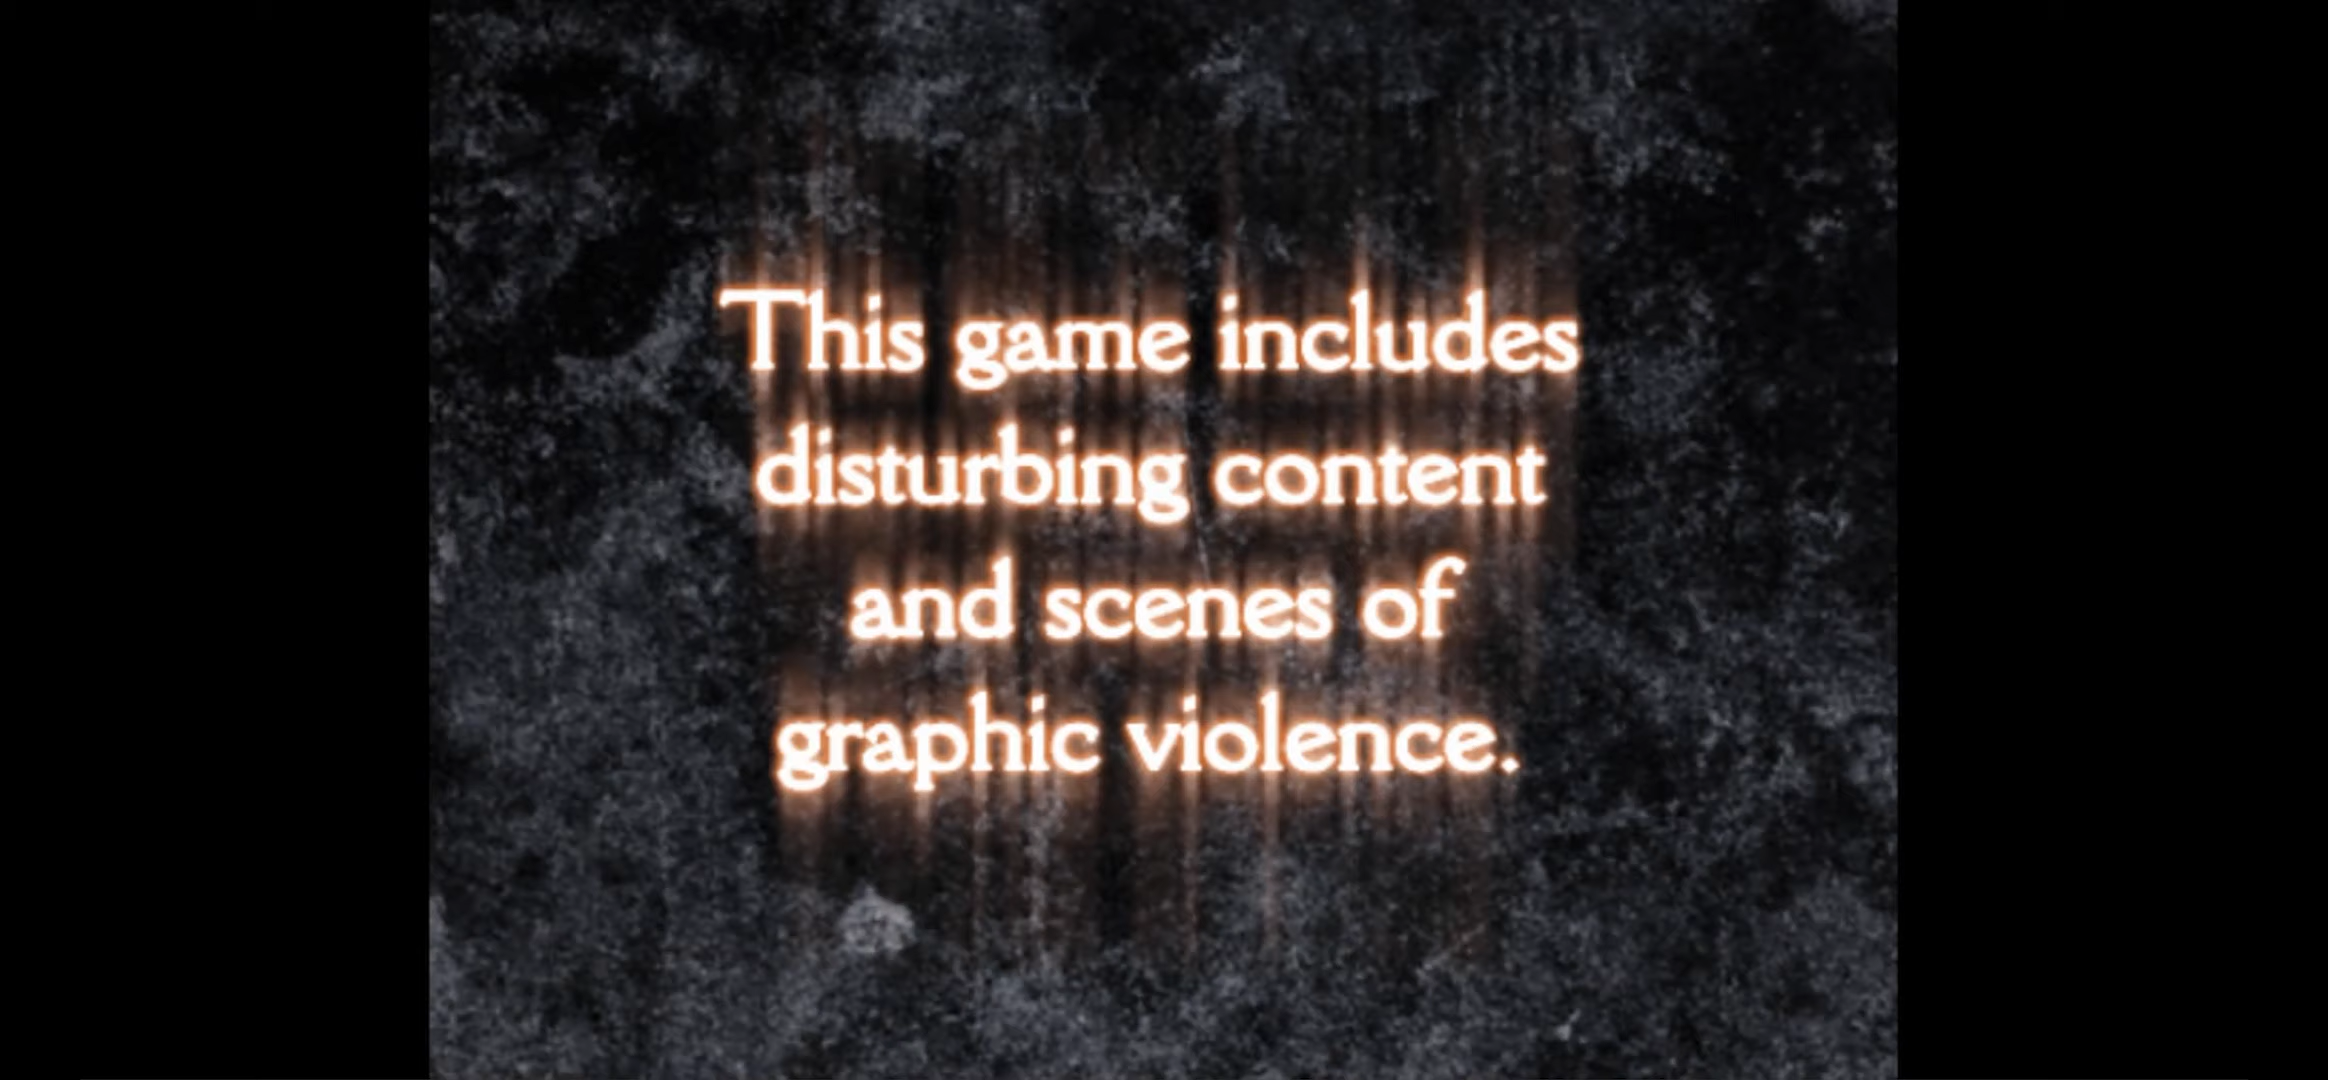 This game includes
disturbing content
and scenes of
graphic violence.